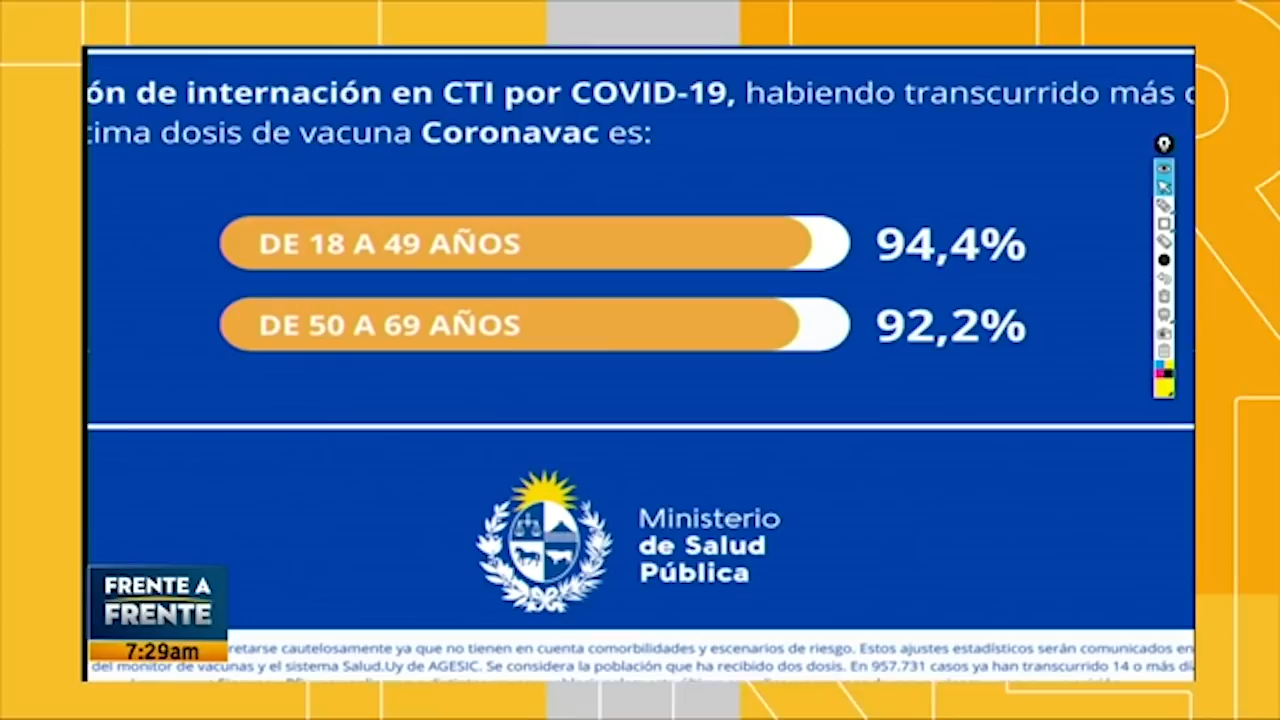 ón de internación en CTI por COVID-19, habiendo transcurrido más
dosis de vacuna Coronavac es:
DE 18 A 49 AÑOS 94,4%
DE 50 A 69 AÑOS 92,2%
Ministerio
de Salud
Pública
FRENTE A
FRENTE
7:29am
cautelosamente ya que no tienen en cuenta comorbilidades y escenarios de riesgo. Estos ajustes estadísticos serán comunicados en
del monitor de vacunas y el sistema Salud.Uy de AGESIC. Se considera la población que ha recibido dos dosis. En 957.731 casos ya han transcurrido 14 o más